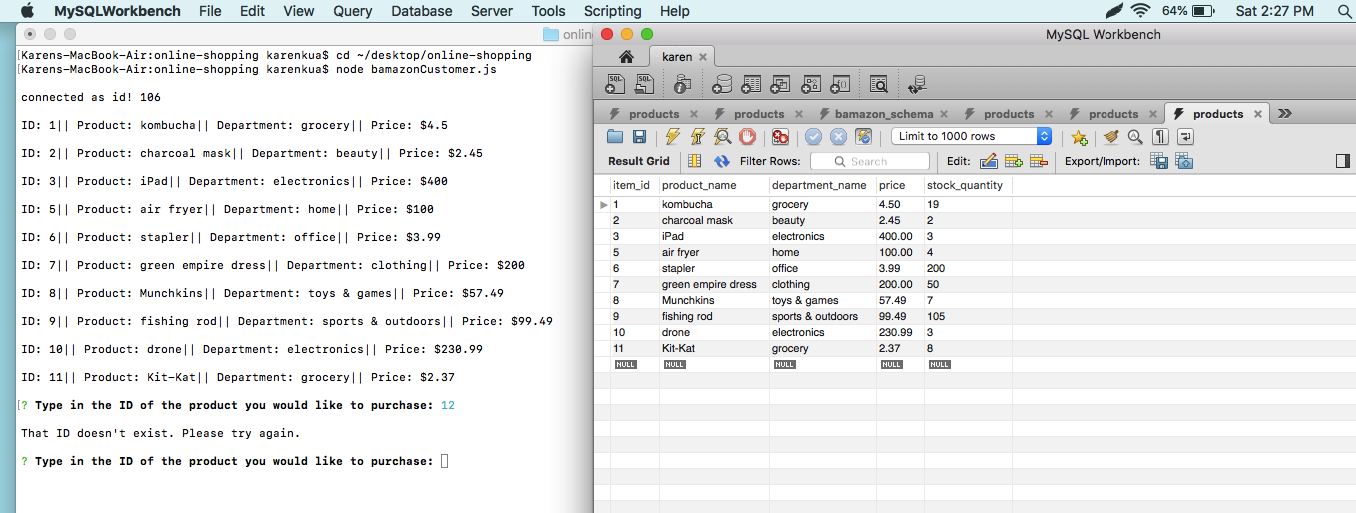 MySQLWorkbench File Edit View Query Database Server Tools Scripting Help 64% Sat 2:27 PM
onlin
[Karens-MacBook-Air:online-shopping karenkua$ cd ~/desktop/online-shopping
[Karens-MacBook-Air:online-shopping karenkua$ node bamazonCustomer.js
connected as id! 106
ID: 1|| Product: kombucha|| Department: grocery|| Price: $4.5
ID: 2|| Product: charcoal mask|| Department: beauty|| Price: $2.45
ID: 3|| Product: iPad|| Department: electronics|| Price: $400
ID: 5|| Product: air fryer|| Department: home|| Price: $100
ID: 6|| Product: stapler|| Department: office|| Price: $3.99
ID: 7|| Product: green empire dress|| Department: clothing|| Price: $200
ID: 8|| Product: Munchkins|| Department: toys & games|| Price: $57.49
ID: 9|| Product: fishing rod|| Department: sports & outdoors|| Price: $99.49
ID: 10|| Product: drone|| Department: electronics|| Price: $230.99
ID: 11|| Product: Kit-Kat|| Department: grocery|| Price: $2.37
[? Type in the ID of the product you would like to purchase: 12
That ID doesn't exist. Please try again.
? Type in the ID of the product you would like to purchase:
MySQL Workbench
karen
SQL SQL
products products bamazon_schema products products products
Limit to 1000 rows
Result Grid Filter Rows: Search Edit: Export/Import:
item_id product_name department_name price stock_quantity
1 kombucha grocery 4.50 19
2 charcoal mask beauty 2.45 2
3 iPad electronics 400.00 3
5 air fryer home 100.00 4
6 stapler office 3.99 200
7 green empire dress clothing 200.00 50
8 Munchkins toys & games 57.49 7
9 fishing rod sports & outdoors 99.49 105
10 drone electronics 230.99 3
11 Kit-Kat grocery 2.37 8
NULL NULL NULL NULL NULL